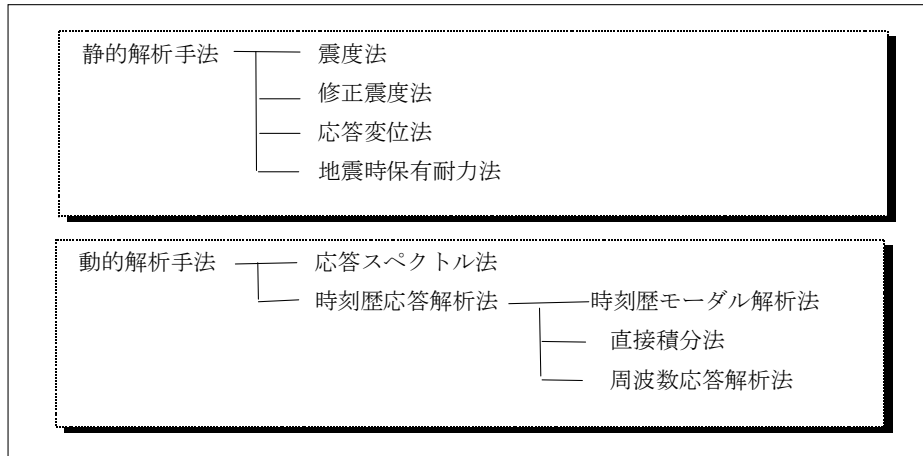 静的解析手法 震度法
修正震度法
応答変位法
地震時保有耐力法
動的解析手法 応答スペクトル法
時刻歴応答解析法 時刻歴モーダル解析法
直接積分法
周波数応答解析法